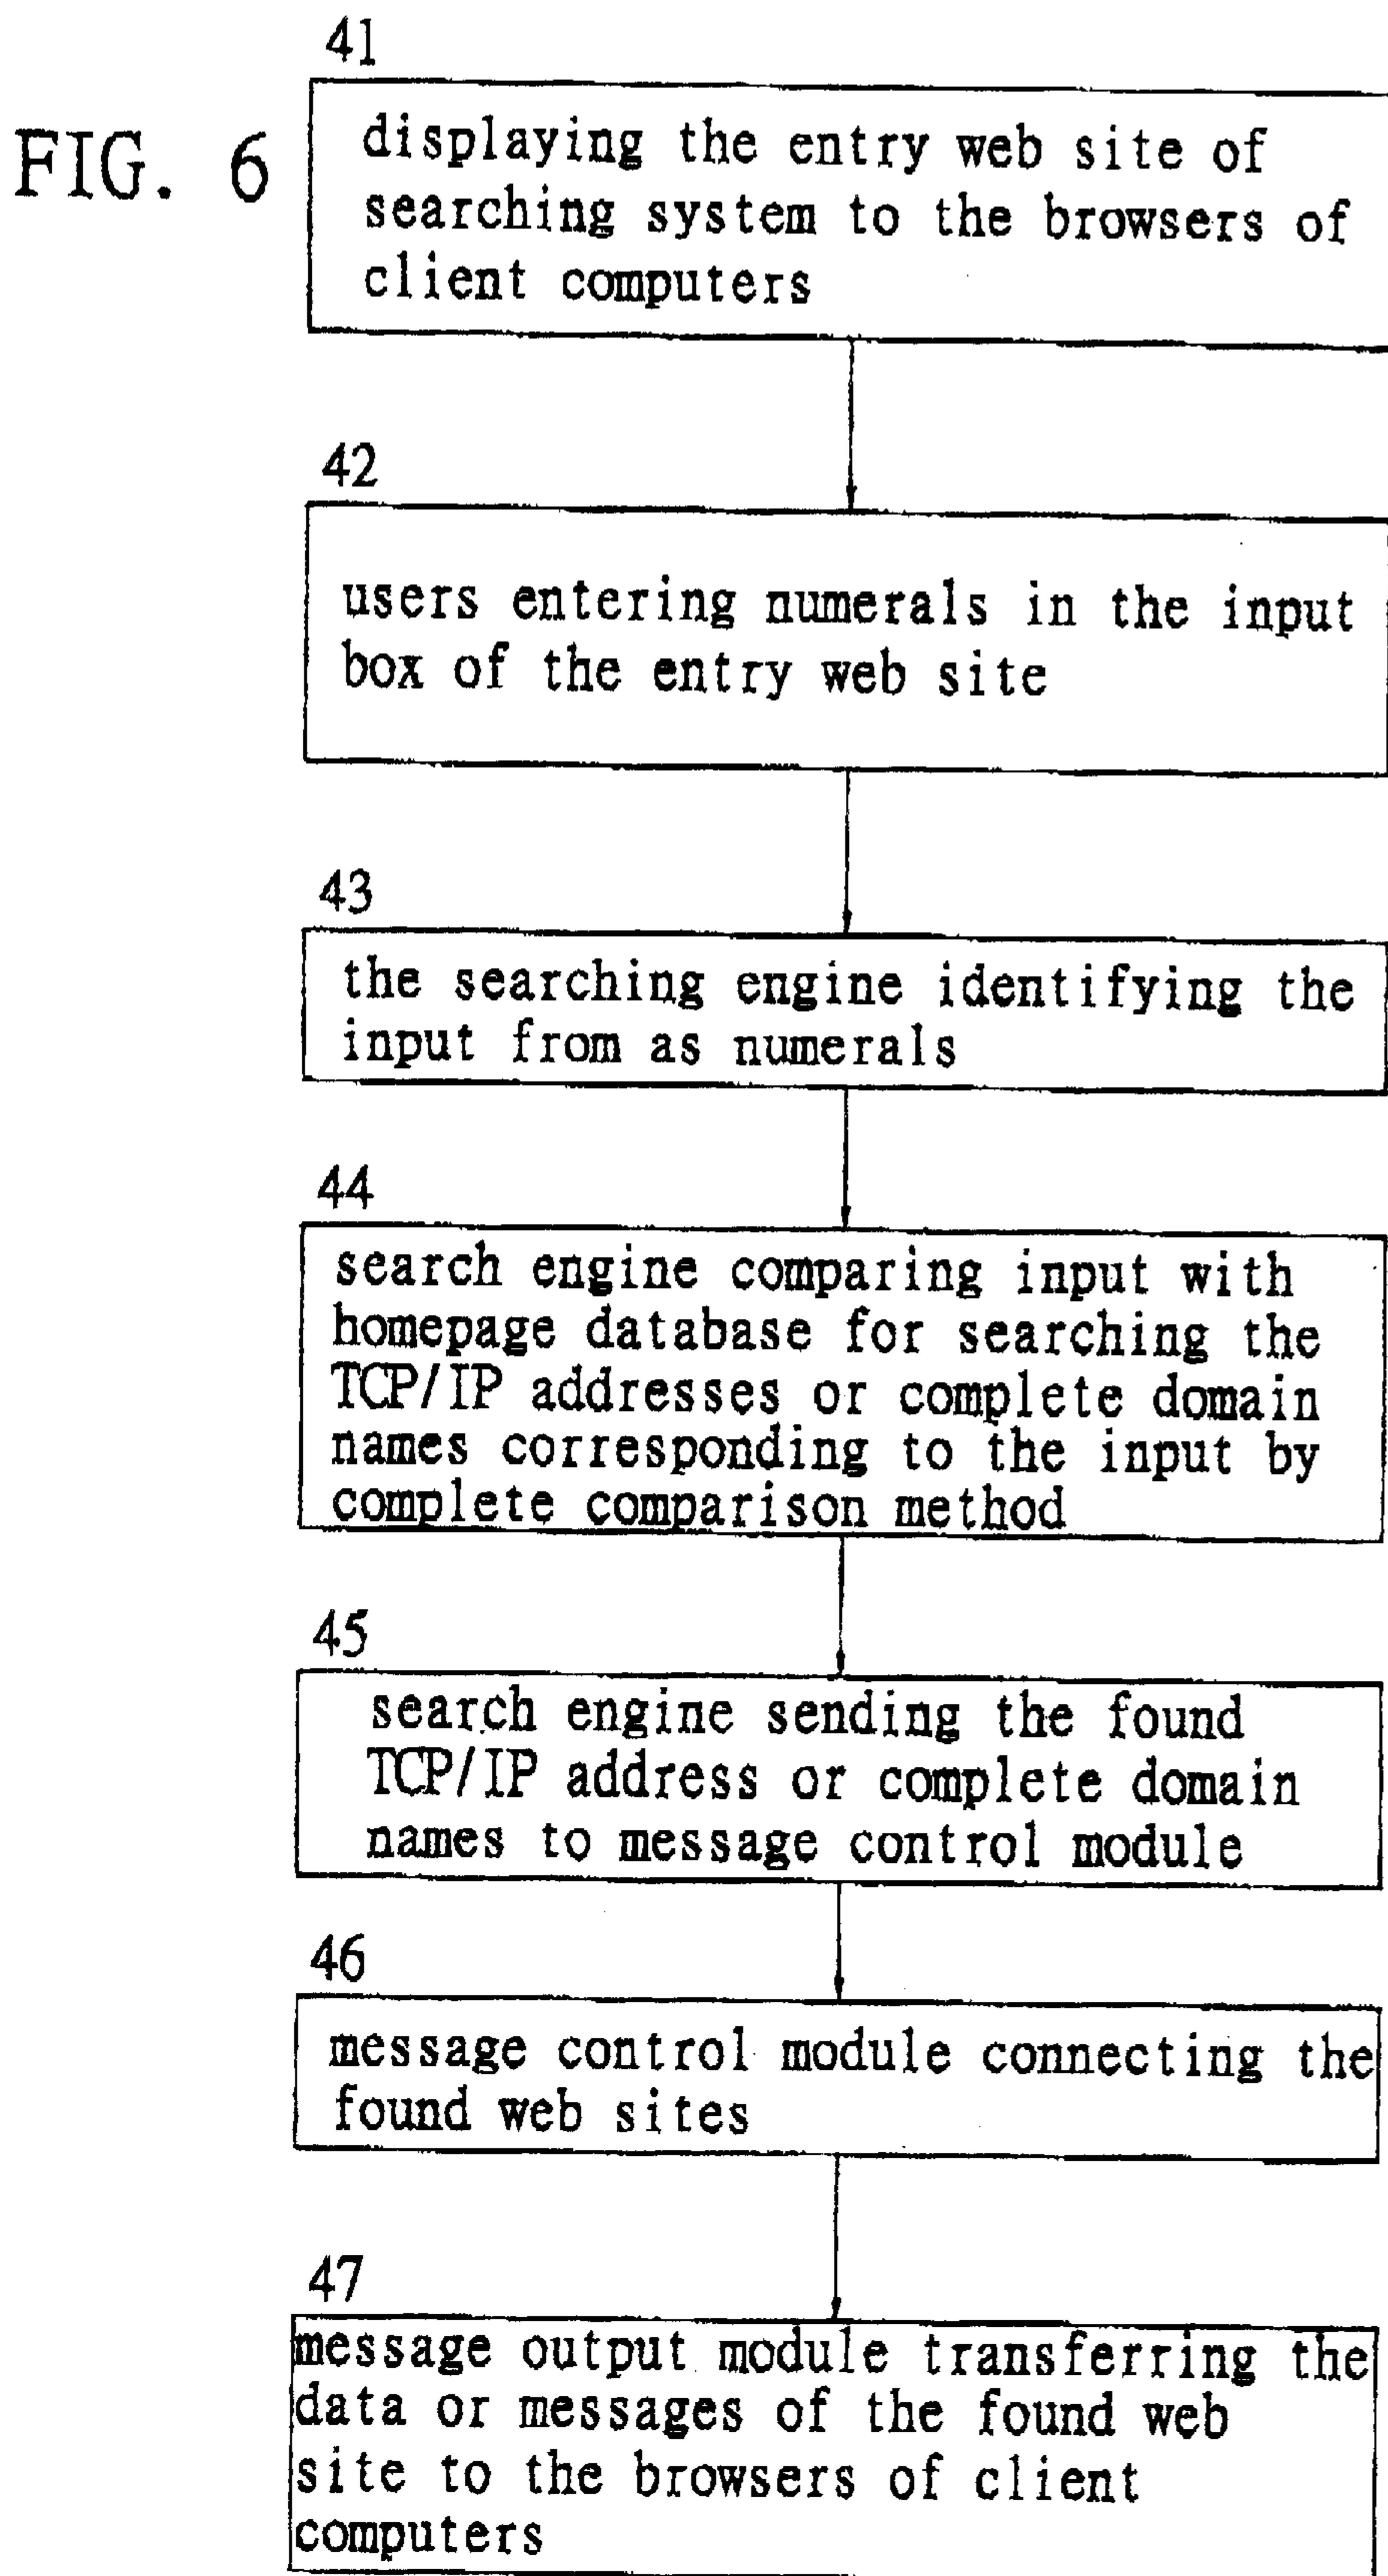 41
FIG. 6
displaying the entry web site of
searching system to the browsers of
client computers
42
users entering numerals in the input
box of the entry web site
43
the searching engine identifying the
input from as numerals
44
search engine comparing input with
homepage database for searching the
TCP/IP addresses or complete domain
names corresponding to the input by
complete comparison method
45
search engine sending the found
TCP/IP address or complete domain
names to message control module
46
message control module connecting the
found web sites
47
message output module transferring the
data or messages of the found web
site to the browsers of client
computers